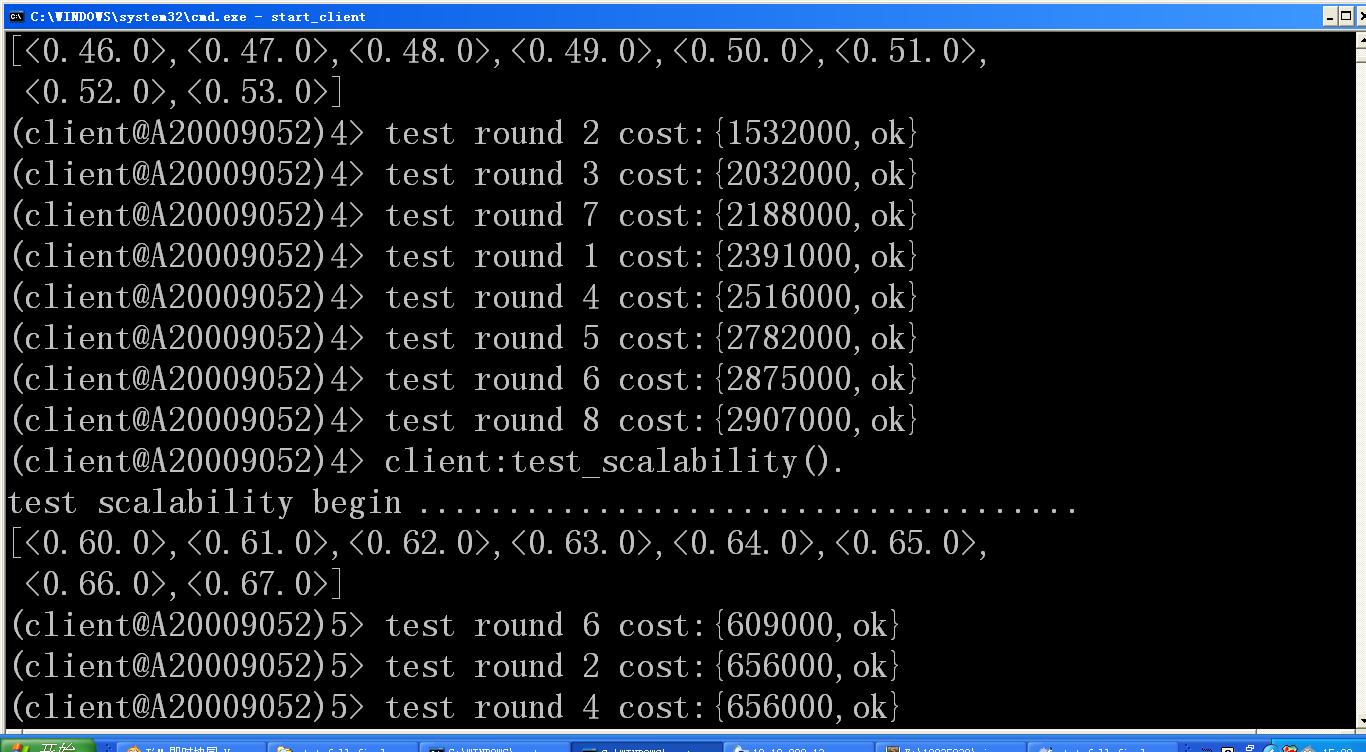 C:\WINDOWS\system32\cmd.exe - start_client
[<0.46.0>,<0.47.0>,<0.48.0>,<0.49.0>,<0.50.0>,<0.51.0>,
<0.52.0>,<0.53.0>]
(client@A20009052)4> test round 2 cost:{1532000,ok}
(client@A20009052)4> test round 3 cost:{2032000,ok}
(client@A20009052)4> test round 7 cost:{2188000,ok}
(client@A20009052)4> test round 1 cost:{2391000,ok}
(client@A20009052)4> test round 4 cost:{2516000,ok}
(client@A20009052)4> test round 5 cost:{2782000,ok}
(client@A20009052)4> test round 6 cost:{2875000,ok}
(client@A20009052)4> test round 8 cost:{2907000,ok}
(client@A20009052)4> client:test_scalability().
test scalability begin .....................................
[<0.60.0>,<0.61.0>,<0.62.0>,<0.63.0>,<0.64.0>,<0.65.0>,
<0.66.0>,<0.67.0>]
(client@A20009052)5> test round 6 cost:{609000,ok}
(client@A20009052)5> test round 2 cost:{656000,ok}
(client@A20009052)5> test round 4 cost:{656000,ok}
开始